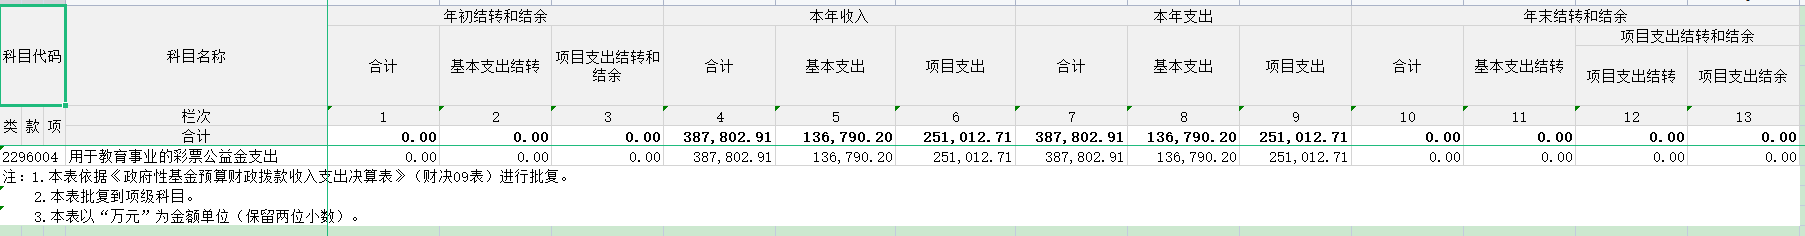 科目代码 科目名称 年初结转和结余 本年收入 本年支出 年末结转和结余
合计 基本支出结转 项目支出结转和结余 合计 基本支出 项目支出 合计 基本支出 项目支出 合计 基本支出结转 项目支出结转和结余
项目支出结转 项目支出结余
类 款 项 栏次 1 2 3 4 5 6 7 8 9 10 11 12 13
合计 0.00 0.00 0.00 387,802.91 136,790.20 251,012.71 387,802.91 136,790.20 251,012.71 0.00 0.00 0.00 0.00
2296004 用于教育事业的彩票公益金支出 0.00 0.00 0.00 387,802.91 136,790.20 251,012.71 387,802.91 136,790.20 251,012.71 0.00 0.00 0.00 0.00
注：1.本表依据《政府性基金预算财政拨款收入支出决算表》（财决09表）进行批复。
2.本表批复到项级科目。
3.本表以“万元”为金额单位（保留两位小数）。